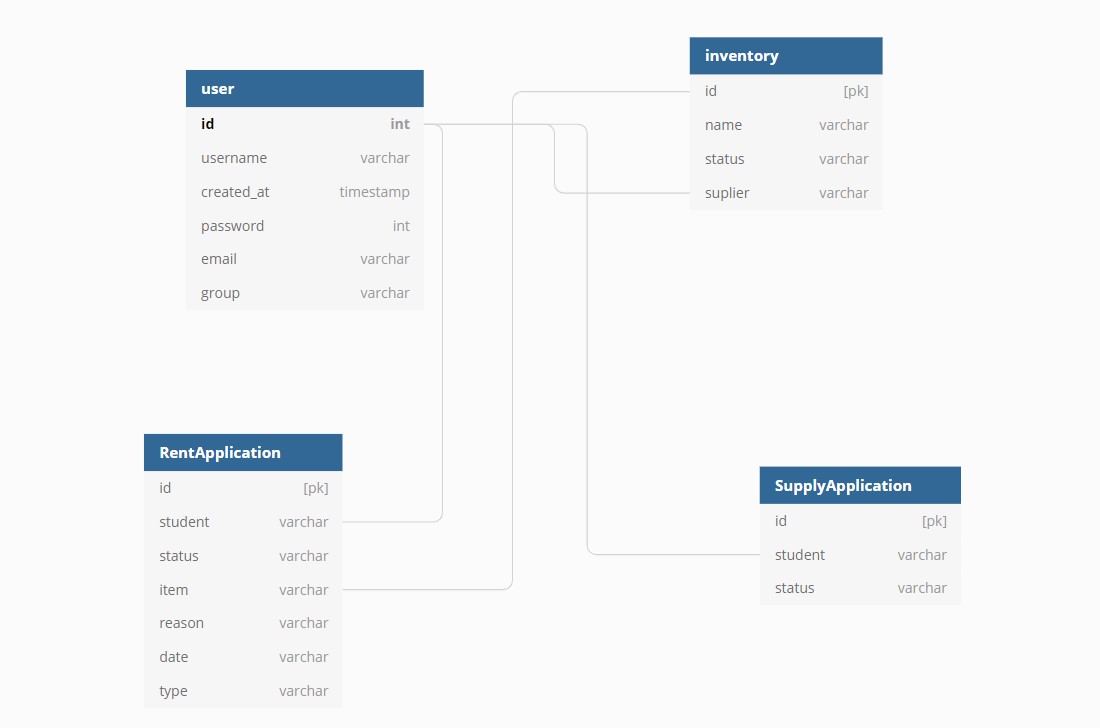 user
id int
username varchar
created_at timestamp
password int
email varchar
group varchar
inventory
id [pk]
name varchar
status varchar
suplier varchar
RentApplication
id [pk]
student varchar
status varchar
item varchar
reason varchar
date varchar
type varchar
SupplyApplication
id [pk]
student varchar
status varchar